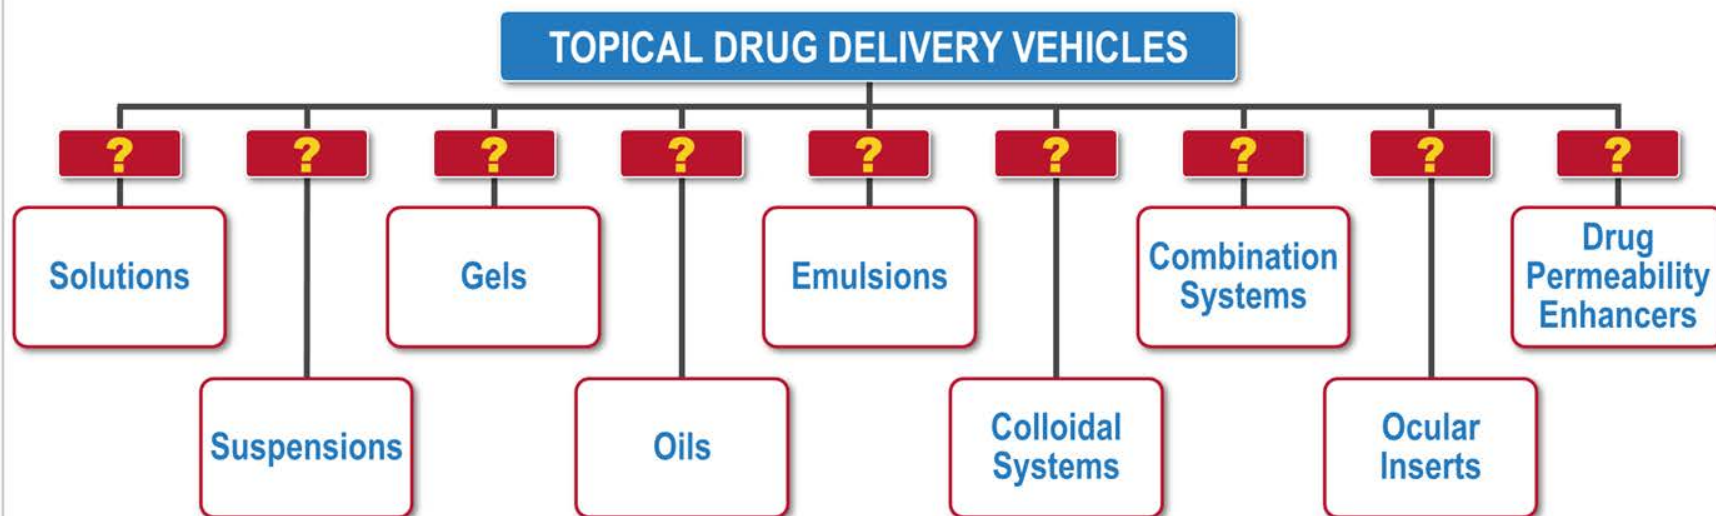 TOPICAL DRUG DELIVERY VEHICLES
? ? ? ? ? ? ? ? ?
Solutions
Suspensions
Gels
Oils
Emulsions
Colloidal
Systems
Combination
Systems
Ocular
Inserts
Drug
Permeability
Enhancers